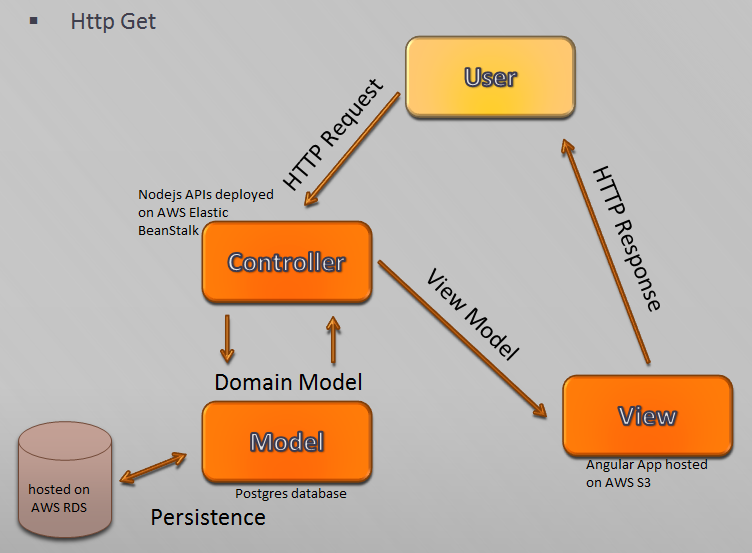 Http Get
User
HTTP Request
HTTP Response
Nodejs APIs deployed
on AWS Elastic
BeanStalk
Controller
View Model
Domain Model
View
Model
Angular App hosted
on AWS S3
hosted on
AWS RDS
Postgres database
Persistence